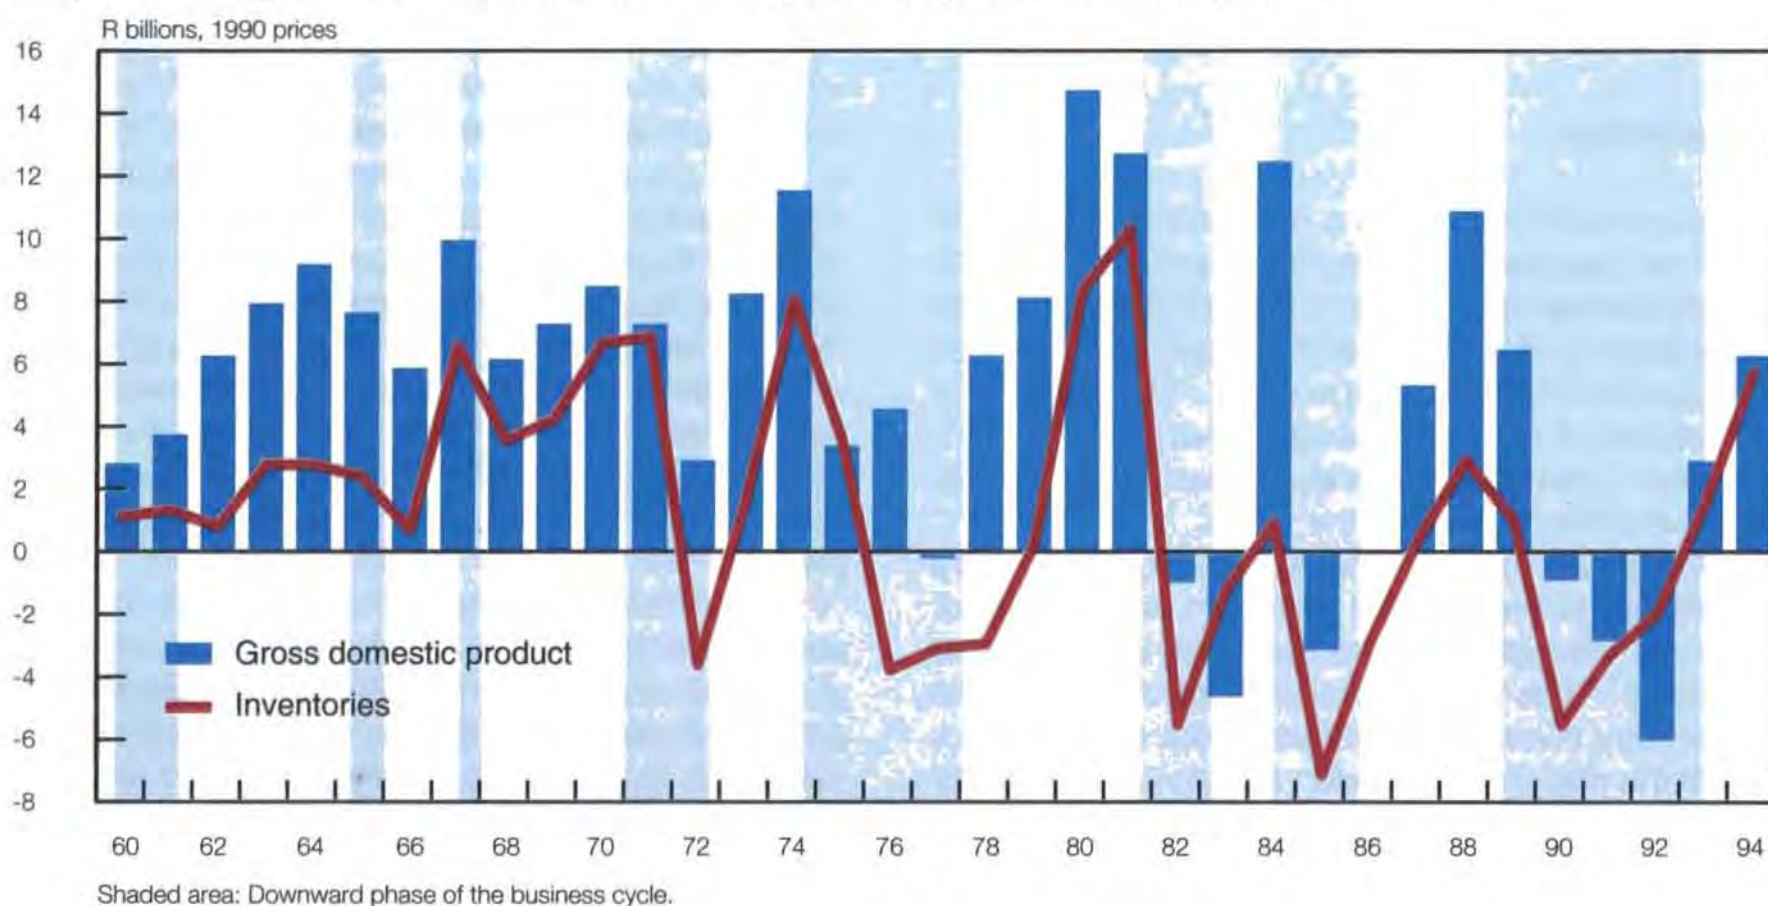 R billions, 1990 prices
16
14
12
10
8
6
4
2
0
-2
-4
-6
-8
Gross domestic product
Inventories
60 62 64 66 68 70 72 74 76 78 80 82 84 86 88 90 92 94
Shaded area: Downward phase of the business cycle.